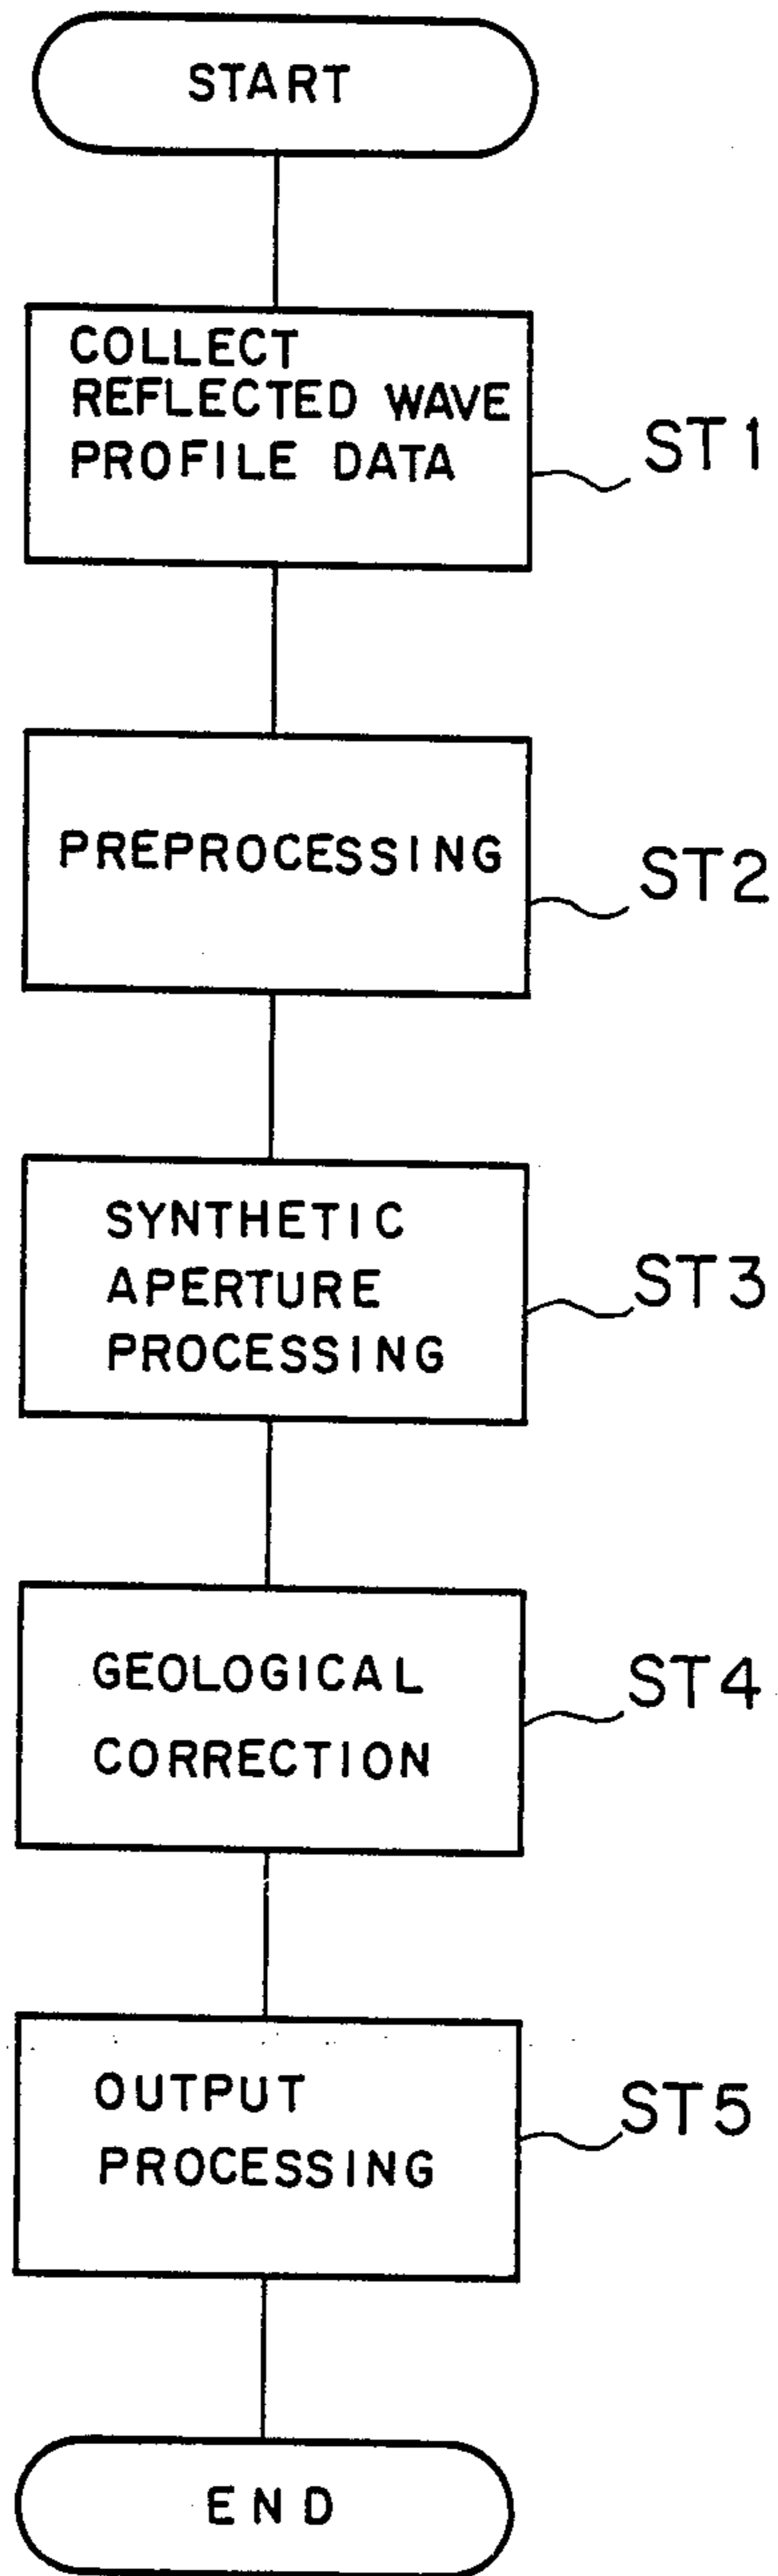 START
COLLECT
REFLECTED WAVE
PROFILE DATA
ST1
PREPROCESSING
ST2
SYNTHETIC
APERTURE
PROCESSING
ST3
GEOLOGICAL
CORRECTION
ST4
OUTPUT
PROCESSING
ST5
END